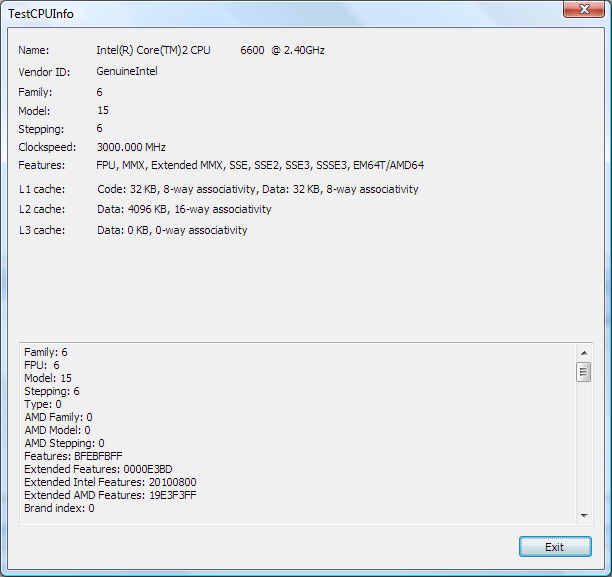 TestCPUInfo
Name: Intel(R) Core(TM)2 CPU 6600 @ 2.40GHz
Vendor ID: GenuineIntel
Family: 6
Model: 15
Stepping: 6
Clockspeed: 3000.000 MHz
Features: FPU, MMX, Extended MMX, SSE, SSE2, SSE3, SSSE3, EM64T/AMD64
L1 cache: Code: 32 KB, 8-way associativity, Data: 32 KB, 8-way associativity
L2 cache: Data: 4096 KB, 16-way associativity
L3 cache: Data: 0 KB, 0-way associativity
Family: 6
FPU: 6
Model: 15
Stepping: 6
Type: 0
AMD Family: 0
AMD Model: 0
AMD Stepping: 0
Features: BFEBFBFF
Extended Features: 0000E3BD
Extended Intel Features: 20100800
Extended AMD Features: 19E3F3FF
Brand index: 0
Exit